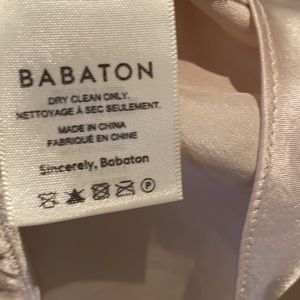 BABATON
DRY CLEAN ONLY.
NETTOYAGE À SEC SEULEMENT.
MADE IN CHINA
FABRIQUÉ EN CHINE
Sincerely, Babaton
P